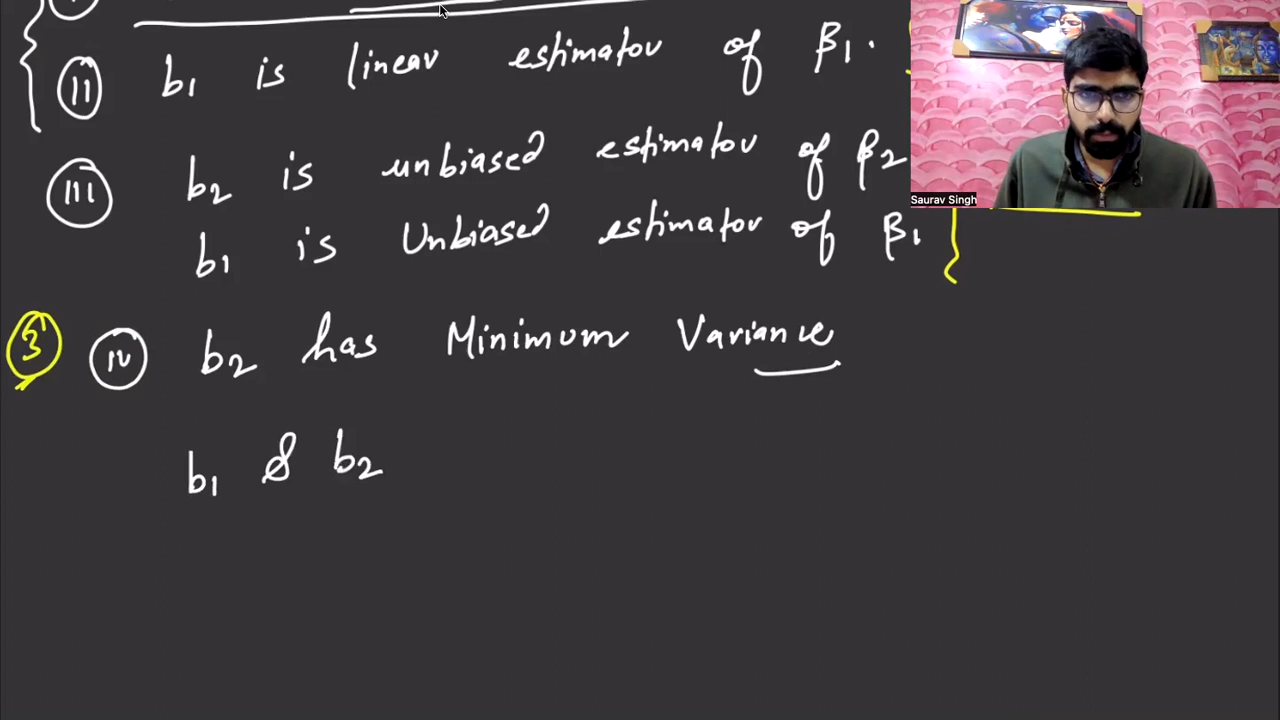 (II) b1 is linear estimator of β1.
(III) b2 is unbiased estimator of β2
b1 is Unbiased estimator of β1
(3) (IV) b2 has Minimum Variance
b1 & b2
Saurav Singh